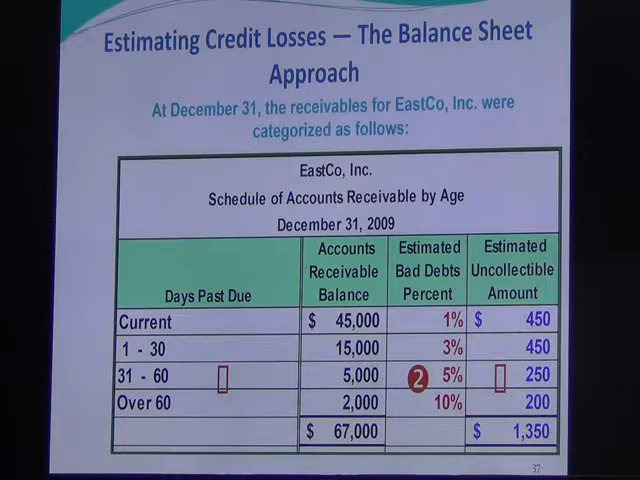 Estimating Credit Losses — The Balance Sheet
Approach
At December 31, the receivables for EastCo, Inc. were
categorized as follows:
EastCo, Inc.
Schedule of Accounts Receivable by Age
December 31, 2009
Days Past Due | Accounts Receivable Balance | Estimated Bad Debts Percent | Estimated Uncollectible Amount
Current $ 45,000 1% $ 450
1 - 30 15,000 3% 450
31 - 60 5,000 2 5% 250
Over 60 2,000 10% 200
$ 67,000 $ 1,350
37